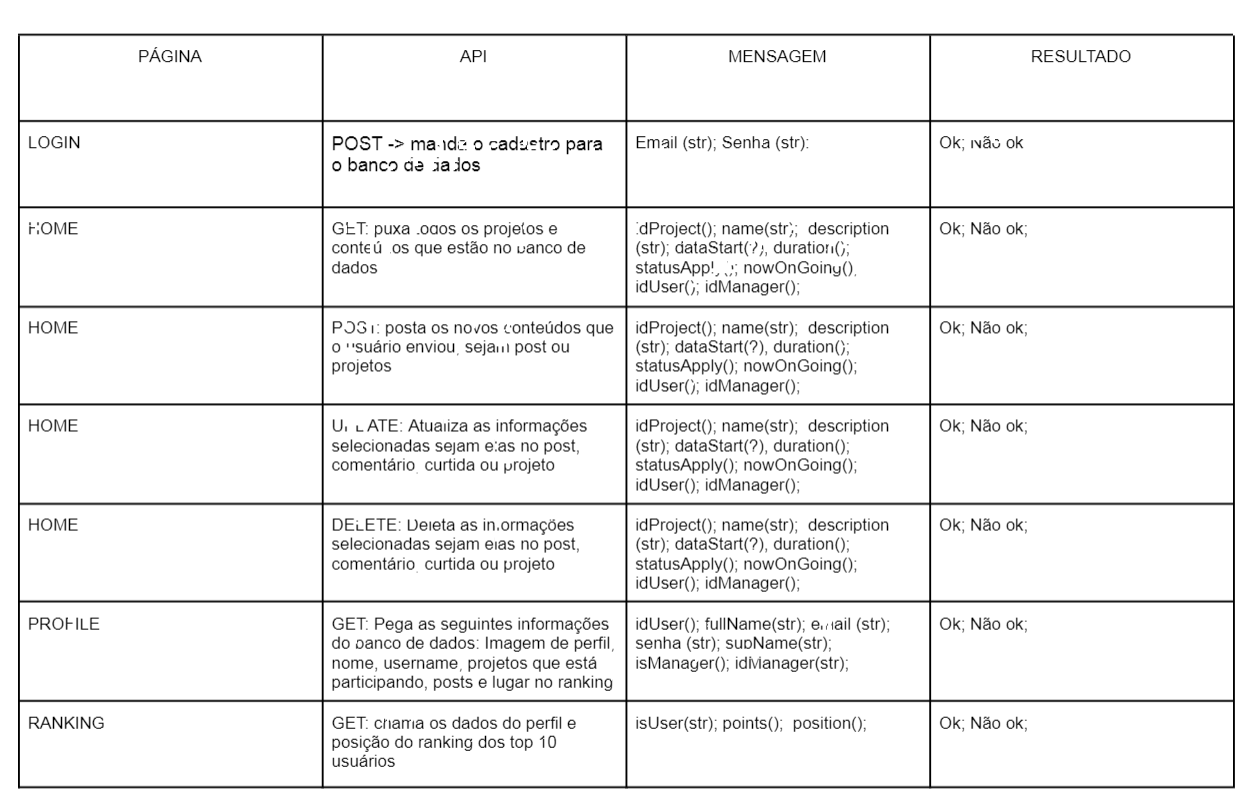 PÁGINA API MENSAGEM RESULTADO
LOGIN
POST -> manda o cadastro para
o banco de dados
Email (str); Senha (str):
Ok; Não ok
HOME
GET: puxa todos os projetos e
conteúdos que estão no banco de
dados
idProject(); name(str); description
(str); dataStart(?), duration();
statusApply(); nowOnGoing(),
idUser(); idManager();
Ok; Não ok;
HOME
POST: posta os novos conteúdos que
o usuário enviou, sejam post ou
projetos
idProject(); name(str); description
(str); dataStart(?), duration();
statusApply(); nowOnGoing();
idUser(); idManager();
Ok; Não ok;
HOME
UPDATE: Atualiza as informações
selecionadas sejam elas no post,
comentário, curtida ou projeto
idProject(); name(str); description
(str); dataStart(?), duration();
statusApply(); nowOnGoing();
idUser(); idManager();
Ok; Não ok;
HOME
DELETE: Deleta as informações
selecionadas sejam elas no post,
comentário, curtida ou projeto
idProject(); name(str); description
(str); dataStart(?), duration();
statusApply(); nowOnGoing();
idUser(); idManager();
Ok; Não ok;
PROFILE
GET: Pega as seguintes informações
do banco de dados: Imagem de perfil,
nome, username, projetos que está
participando, posts e lugar no ranking
idUser(); fullName(str); email (str);
senha (str); supName(str);
isManager(); idManager(str);
Ok; Não ok;
RANKING
GET: chama os dados do perfil e
posição do ranking dos top 10
usuários
isUser(str); points(); position();
Ok; Não ok;